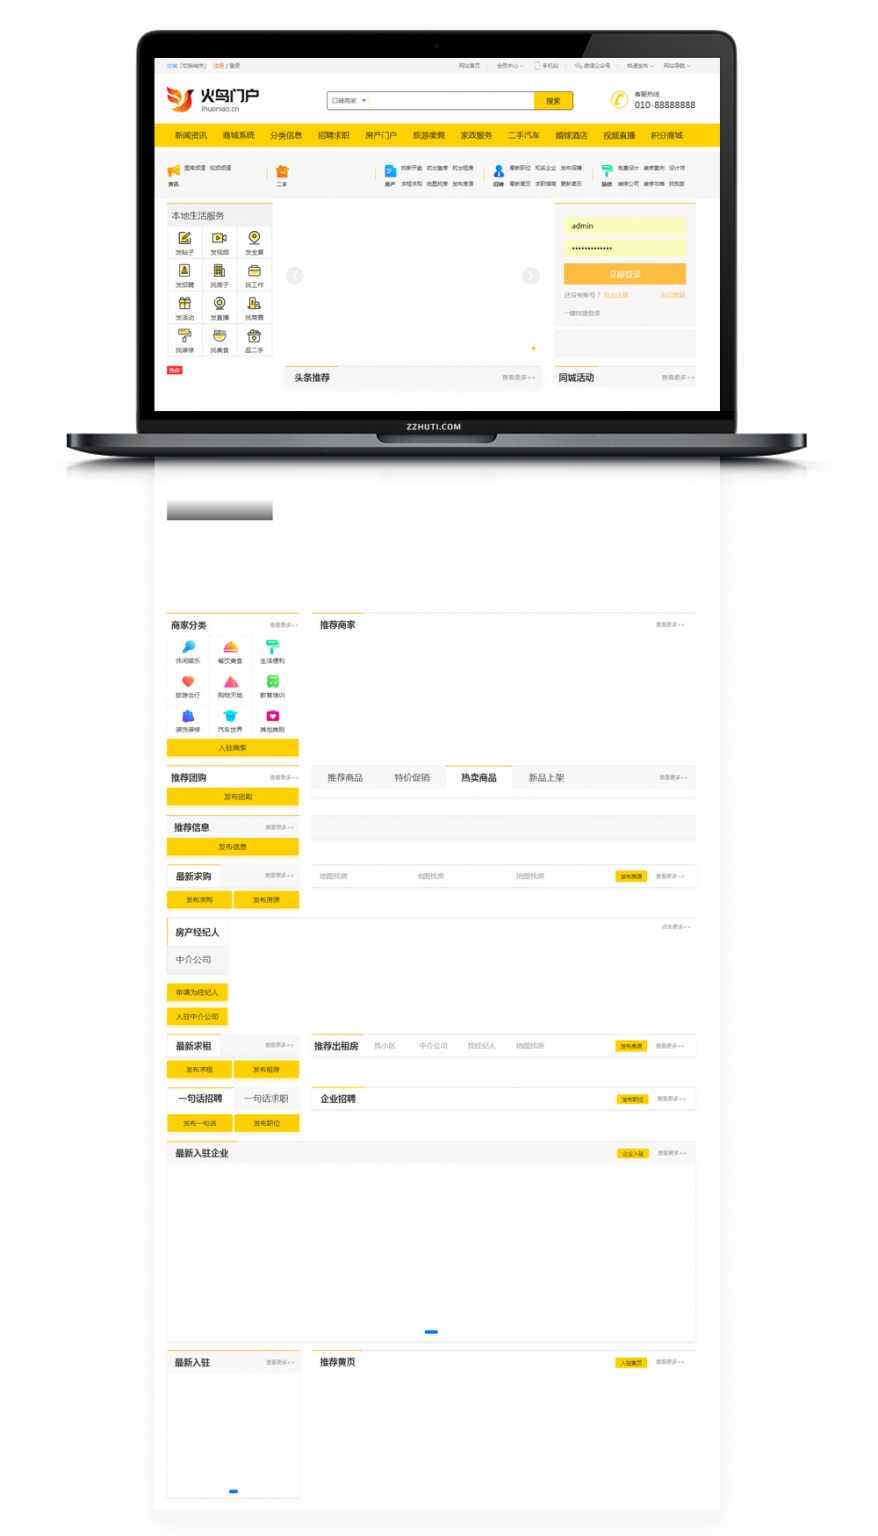 [切换城市] 注册 / 登录 网站首页 会员中心 手机站 微信公众号 快速发布 网站导航
火鸟门户
ihuoniao.cn
口碑商家 搜索
客服热线
010-88888888
新闻资讯 商城系统 分类信息 招聘求职 房产门户 旅游度假 家政服务 二手汽车 婚嫁酒店 视频直播 积分商城
图库频道 视频频道 找新开盘 找出售房 找出租房 最新职位 知名企业 发布招聘 免费设计 装修案例 设计师
资讯 二手 房产 求租求购 地图找房 发布房源 招聘 最新简历 求职指南 更新简历 装修 装修公司 装修攻略 找找家
本地生活服务
发帖子 发视频 发全景
发招聘 找房子 找工作
发活动 发直播 找商圈
找装修 找美食 逛二手
热点
admin
•••••••••••••
立即登录
还没有账号？马上注册 忘记密码
一键快捷登录
头条推荐 查看更多>>
同城活动 查看更多>>
ZZHUTI.COM
商家分类 查看更多>>
推荐商家 查看更多>>
休闲娱乐 餐饮美食 生活便利
旅游出行 购物天地 教育培训
装饰装修 汽车世界 其他类别
入驻商家
推荐团购 查看更多>>
推荐商品 特价促销 热卖商品 新品上架 查看更多>>
发布团购
推荐信息 查看更多>>
发布信息
最新求购 查看更多>>
地图找房 地图找房 地图找房 发布房源 查看更多>>
发布求购 发布房源
房产经纪人 点击更多>>
中介公司
申请为经纪人
入驻中介公司
最新求租 查看更多>>
推荐出租房 找小区 中介公司 找经纪人 地图找房 发布房源 查看更多>>
发布求租 发布租房
一句话招聘 一句话求职
企业招聘 发布职位 查看更多>>
发布一句话 发布职位
最新入驻企业 企业入驻 查看更多>>
最新入驻 查看更多>>
推荐黄页 入驻黄页 查看更多>>